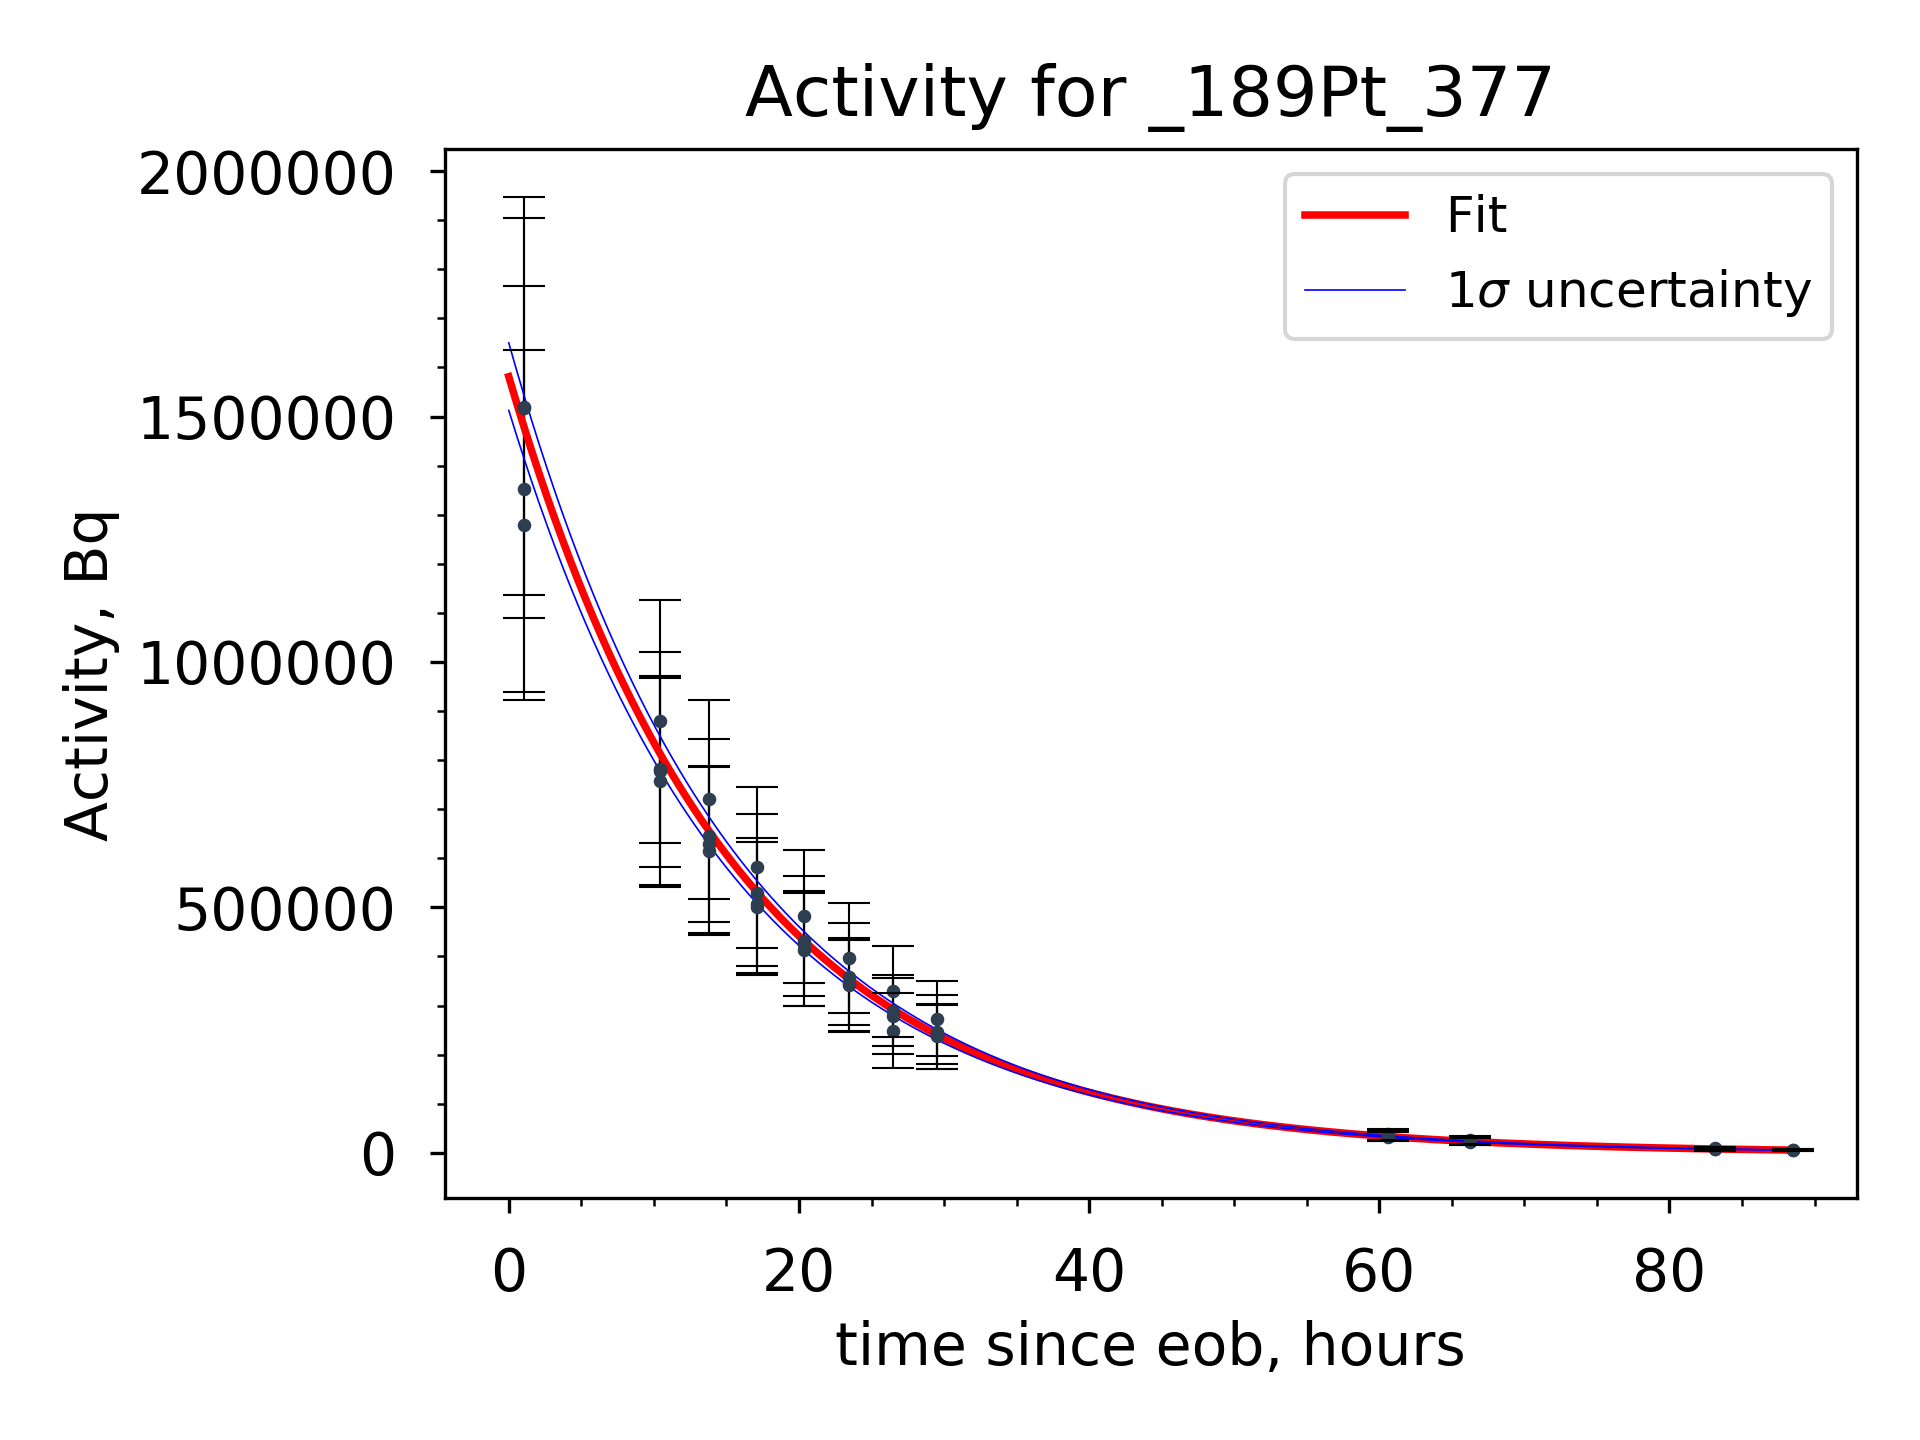 Activity for _189Pt_377
2000000
1500000
1000000
500000
0
Activity, Bq
Fit
1σ uncertainty
0 20 40 60 80
time since eob, hours